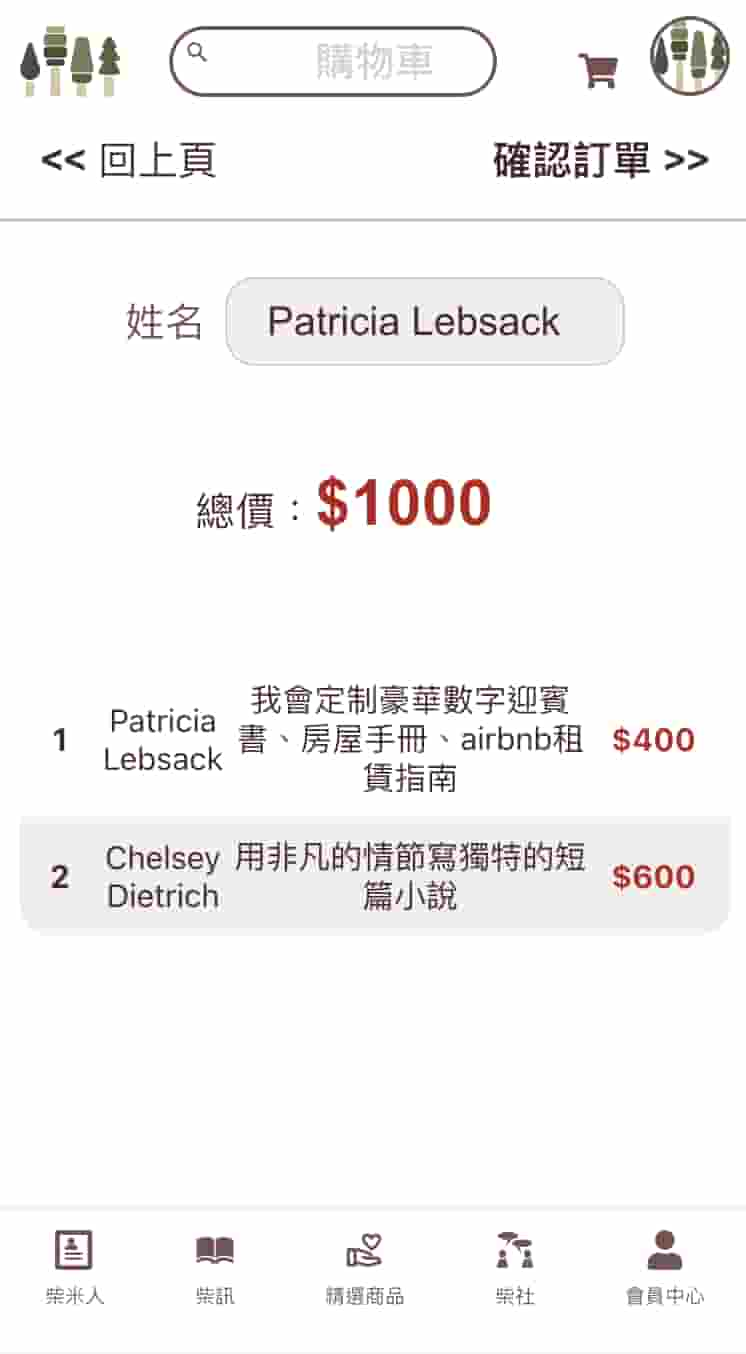 購物車
<< 回上頁
確認訂單 >>
姓名
Patricia Lebsack
總價：$1000
1
Patricia
Lebsack
我會定制豪華數字迎賓
書、房屋手冊、airbnb租
賃指南
$400
2
Chelsey
Dietrich
用非凡的情節寫獨特的短
篇小說
$600
柴米人
柴訊
精選商品
柴社
會員中心